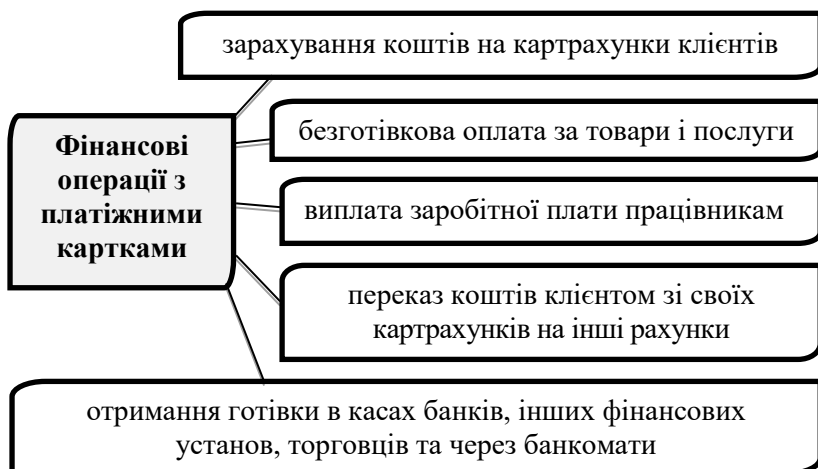 зарахування коштів на картрахунки клієнтів
безготівкова оплата за товари і послуги
Фінансові
операції з
платіжними
картками
виплата заробітної плати працівникам
переказ коштів клієнтом зі своїх
картрахунків на інші рахунки
отримання готівки в касах банків, інших фінансових
установ, торговців та через банкомати